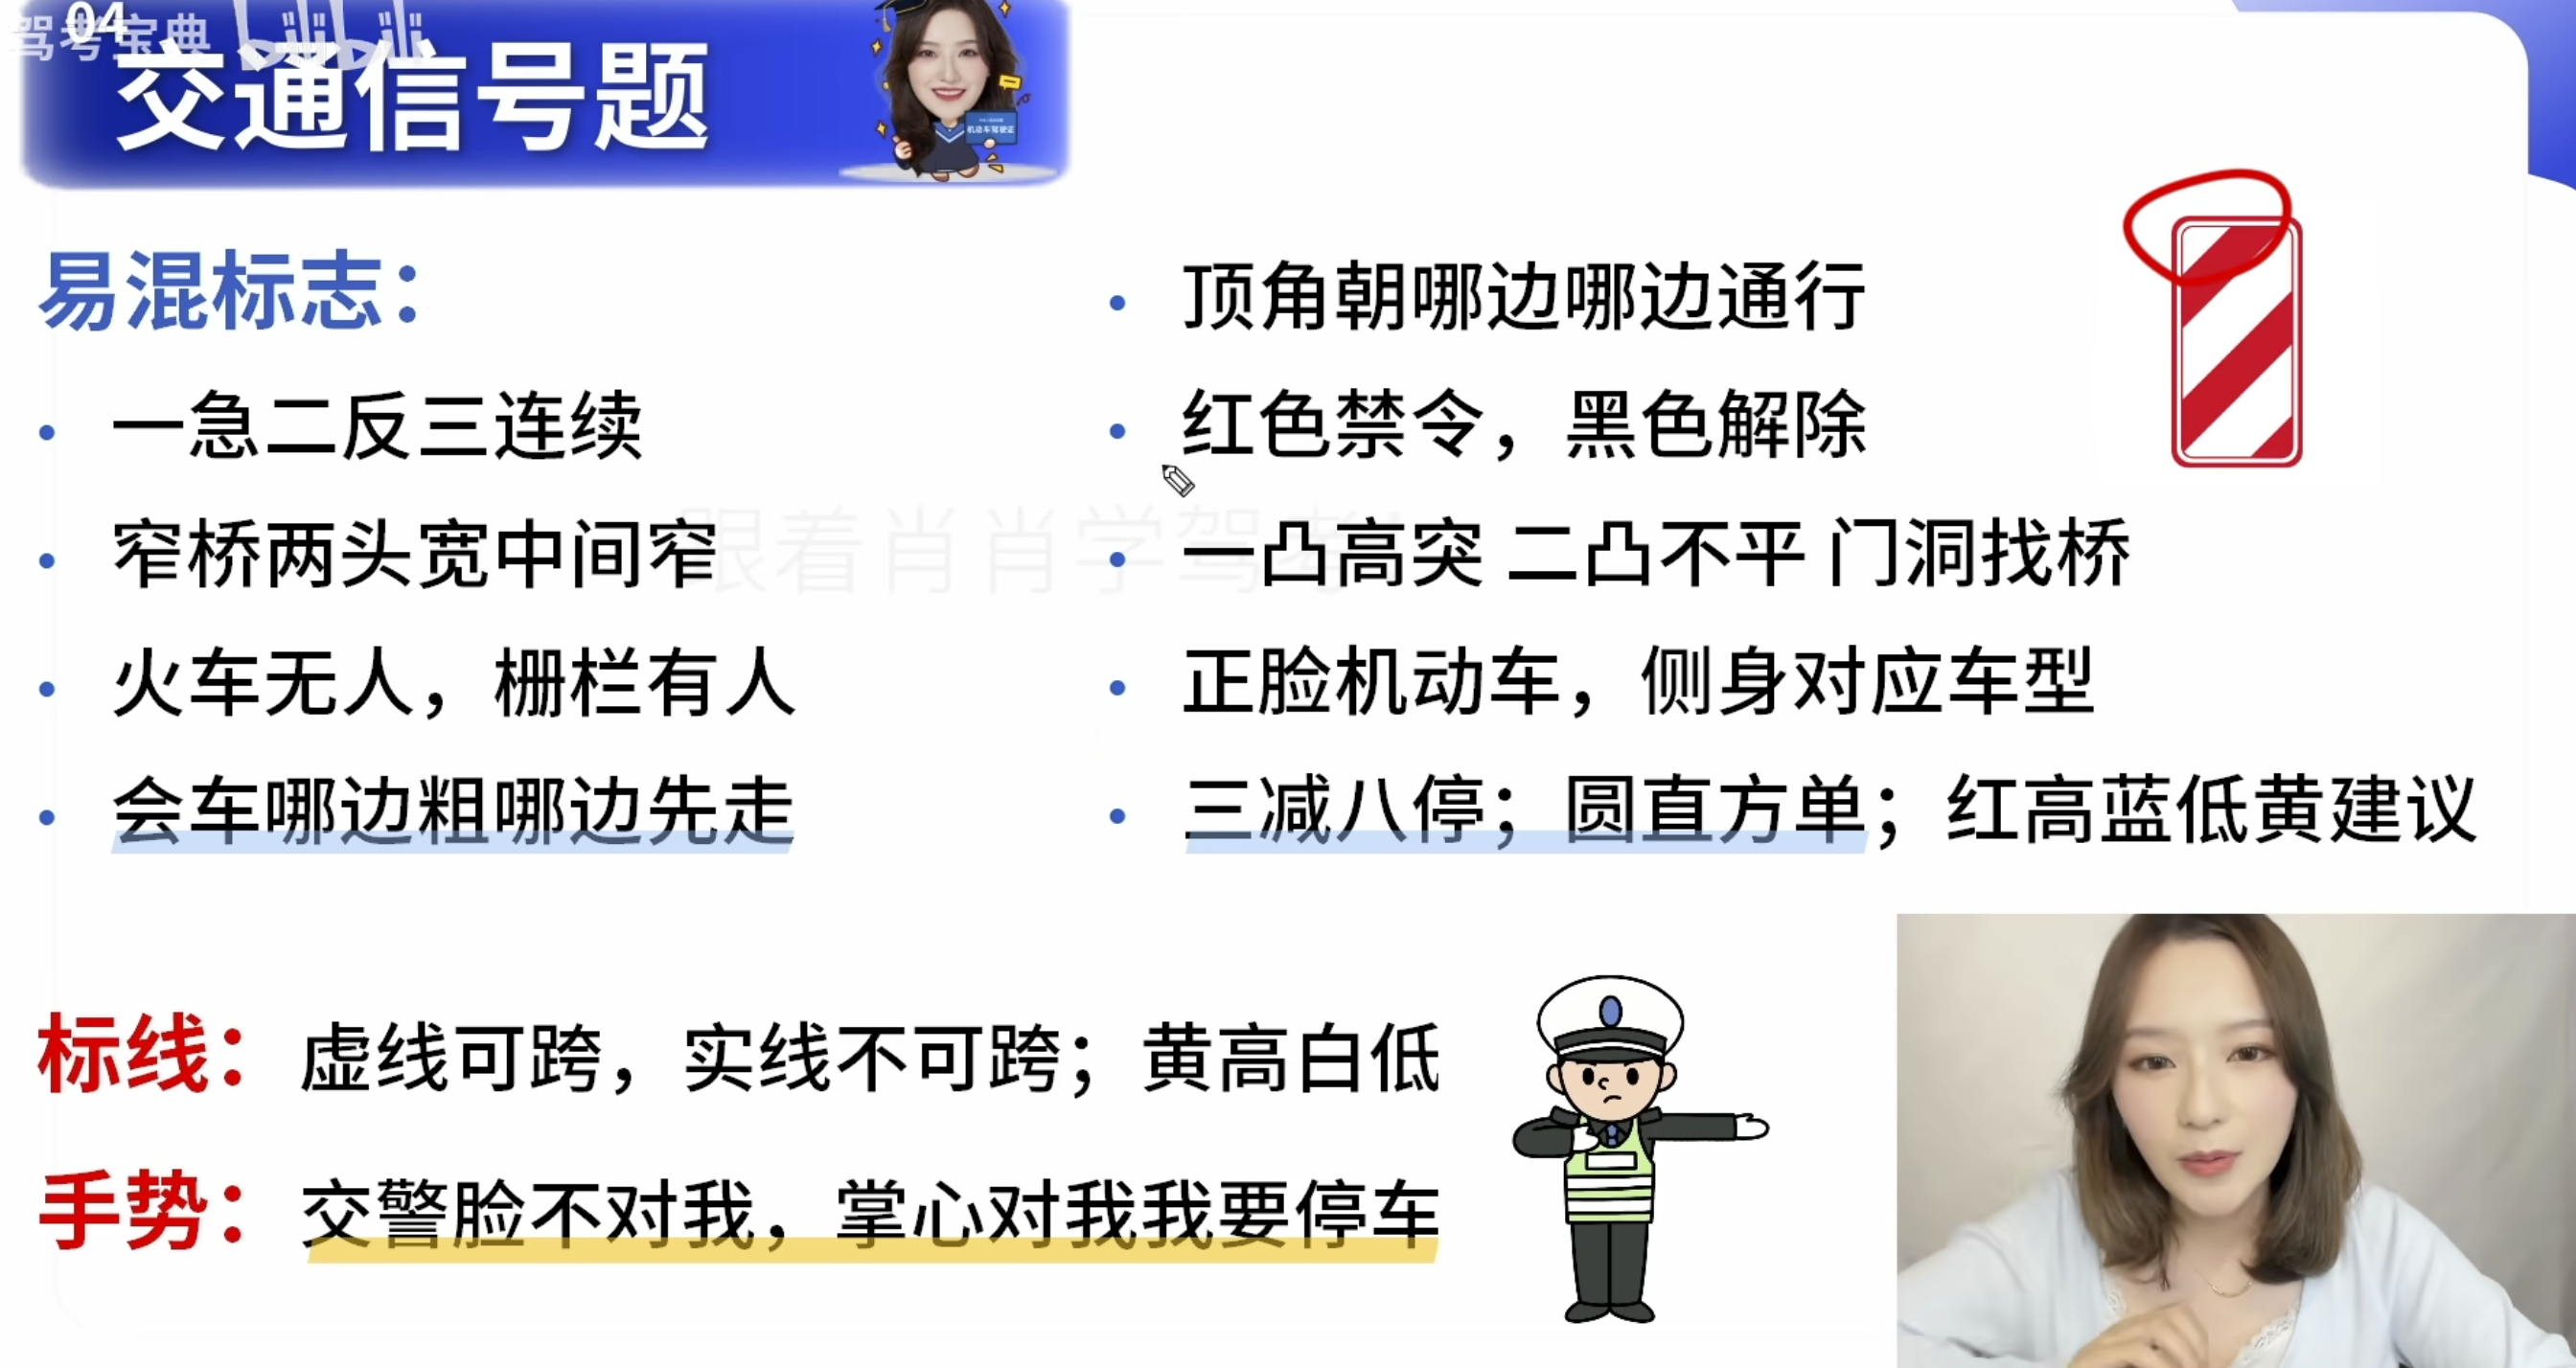 04
驾考宝典 bilibili
交通信号题
机动车驾驶证
易混标志：
一急二反三连续
窄桥两头宽中间窄
火车无人，栅栏有人
会车哪边粗哪边先走
顶角朝哪边哪边通行
红色禁令，黑色解除
一凸高突 二凸不平 门洞找桥
正脸机动车，侧身对应车型
三减八停；圆直方单；红高蓝低黄建议
跟着肖肖学驾考
标线：虚线可跨，实线不可跨；黄高白低
手势：交警脸不对我，掌心对我我要停车